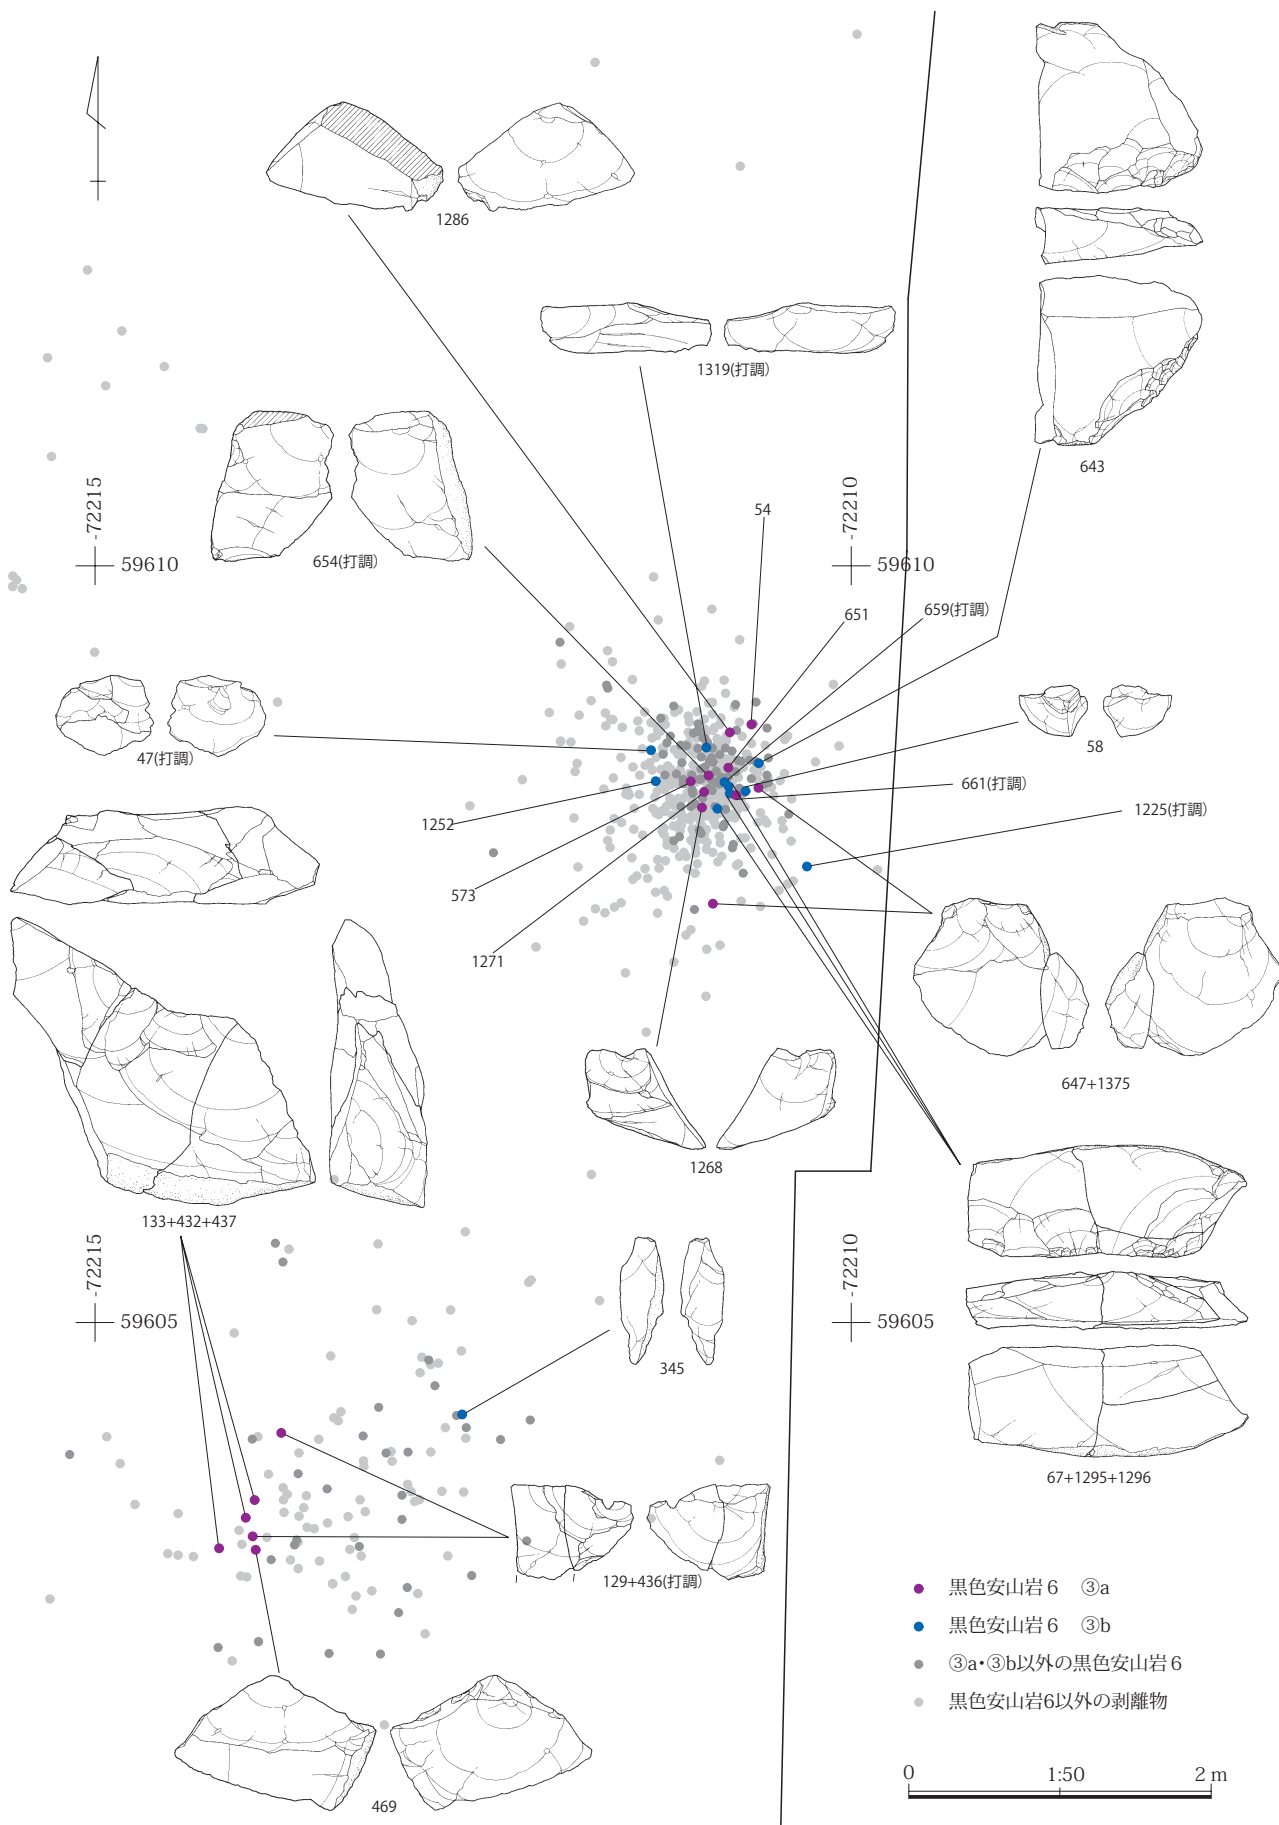 1286
1319(打調)
643
-72215
59610
654(打調)
54
-72210
59610
651
659(打調)
47(打調)
58
661(打調)
1252
1225(打調)
573
1271
647+1375
1268
133+432+437
-72215
59605
345
-72210
59605
67+1295+1296
129+436(打調)
黒色安山岩6 ③a
黒色安山岩6 ③b
③a・③b以外の黒色安山岩6
黒色安山岩6以外の剥離物
469
0 1:50 2 m